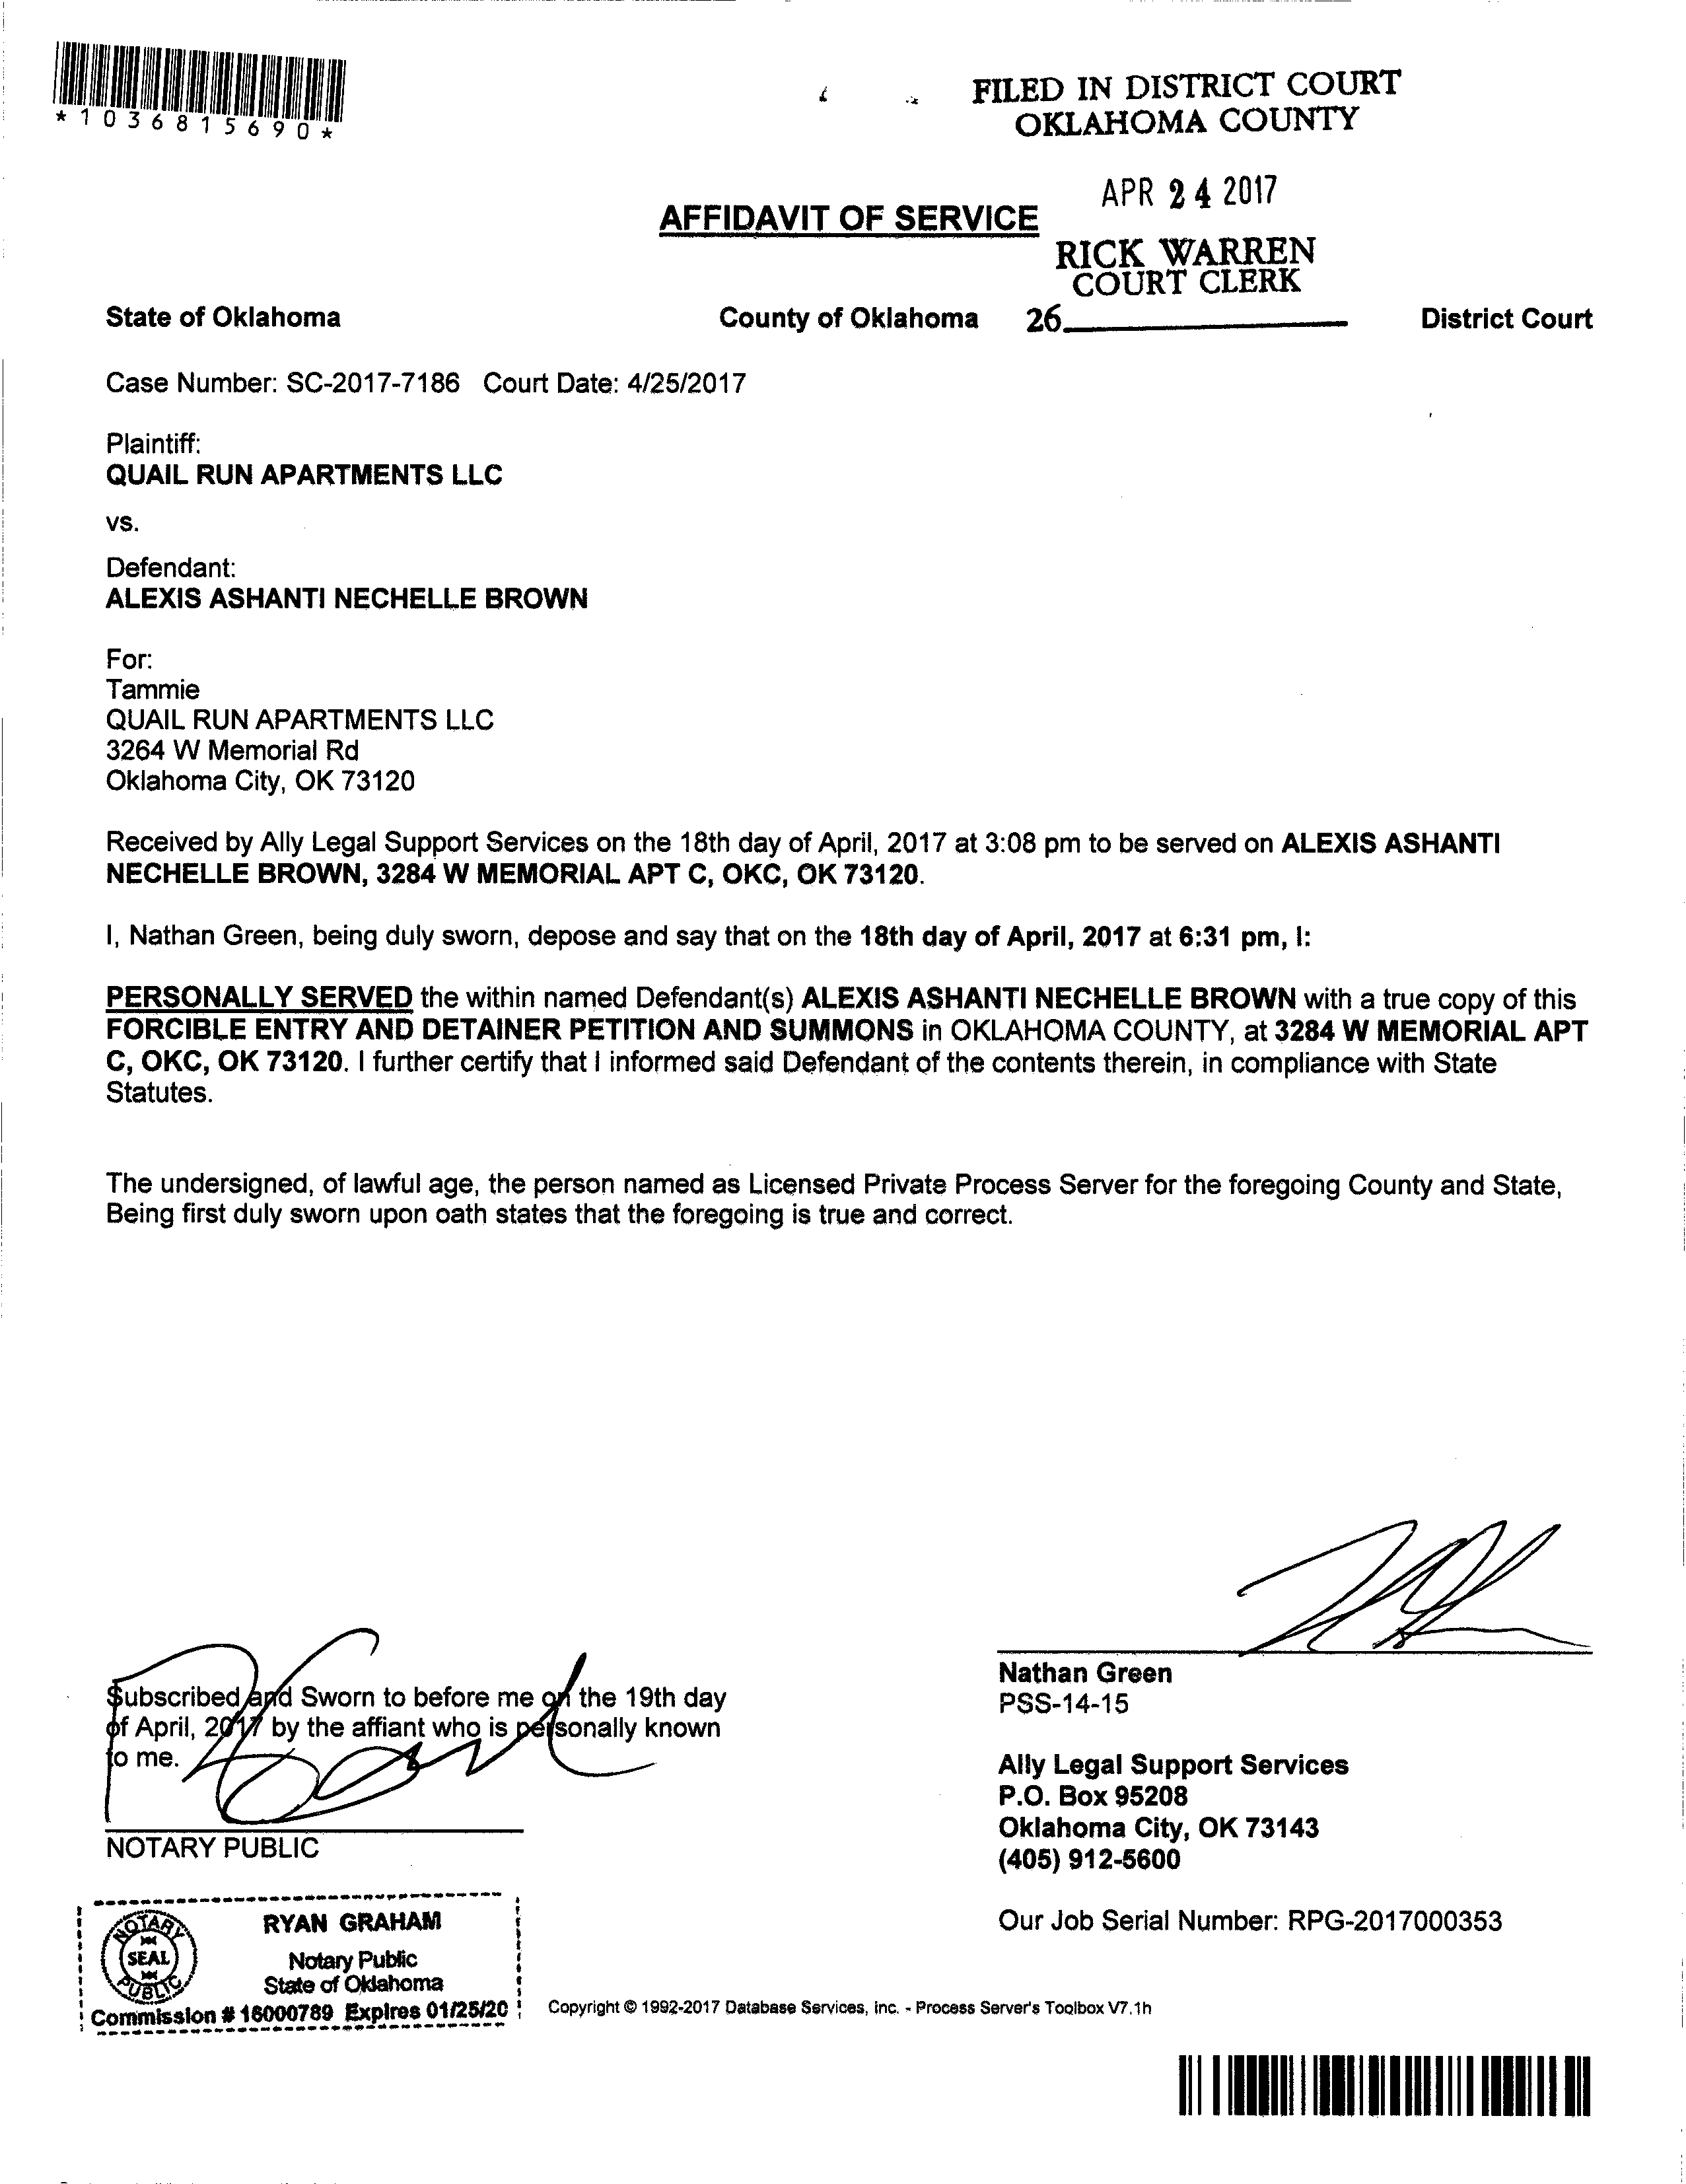 *1036815690*
FILED IN DISTRICT COURT
OKLAHOMA COUNTY
APR 24 2017
AFFIDAVIT OF SERVICE
RICK WARREN
COURT CLERK
State of Oklahoma County of Oklahoma 26 District Court
Case Number: SC-2017-7186 Court Date: 4/25/2017
Plaintiff:
QUAIL RUN APARTMENTS LLC
vs.
Defendant:
ALEXIS ASHANTI NECHELLE BROWN
For:
Tammie
QUAIL RUN APARTMENTS LLC
3264 W Memorial Rd
Oklahoma City, OK 73120
Received by Ally Legal Support Services on the 18th day of April, 2017 at 3:08 pm to be served on ALEXIS ASHANTI
NECHELLE BROWN, 3284 W MEMORIAL APT C, OKC, OK 73120.
I, Nathan Green, being duly sworn, depose and say that on the 18th day of April, 2017 at 6:31 pm, I:
PERSONALLY SERVED the within named Defendant(s) ALEXIS ASHANTI NECHELLE BROWN with a true copy of this
FORCIBLE ENTRY AND DETAINER PETITION AND SUMMONS in OKLAHOMA COUNTY, at 3284 W MEMORIAL APT
C, OKC, OK 73120. I further certify that I informed said Defendant of the contents therein, in compliance with State
Statutes.
The undersigned, of lawful age, the person named as Licensed Private Process Server for the foregoing County and State,
Being first duly sworn upon oath states that the foregoing is true and correct.
Subscribed and Sworn to before me on the 19th day
of April, 2017 by the affiant who is personally known
to me.
NOTARY PUBLIC
Nathan Green
PSS-14-15
Ally Legal Support Services
P.O. Box 95208
Oklahoma City, OK 73143
(405) 912-5600
Our Job Serial Number: RPG-2017000353
NOTARY
SEAL
PUBLIC
RYAN GRAHAM
Notary Public
State of Oklahoma
Commission # 16000789 Expires 01/25/20
Copyright © 1992-2017 Database Services, Inc. - Process Server's Toolbox V7.1h